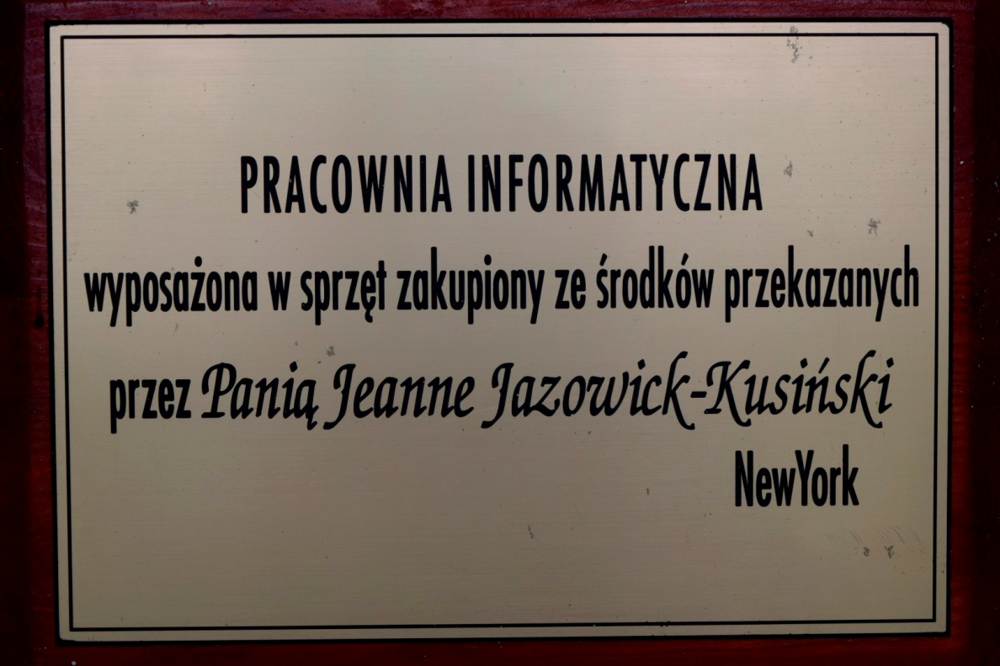 PRACOWNIA INFORMATYCZNA
wyposażona w sprzęt zakupiony ze środków przekazanych
przez Panią Jeanne Jazowick-Kusiński
NewYork